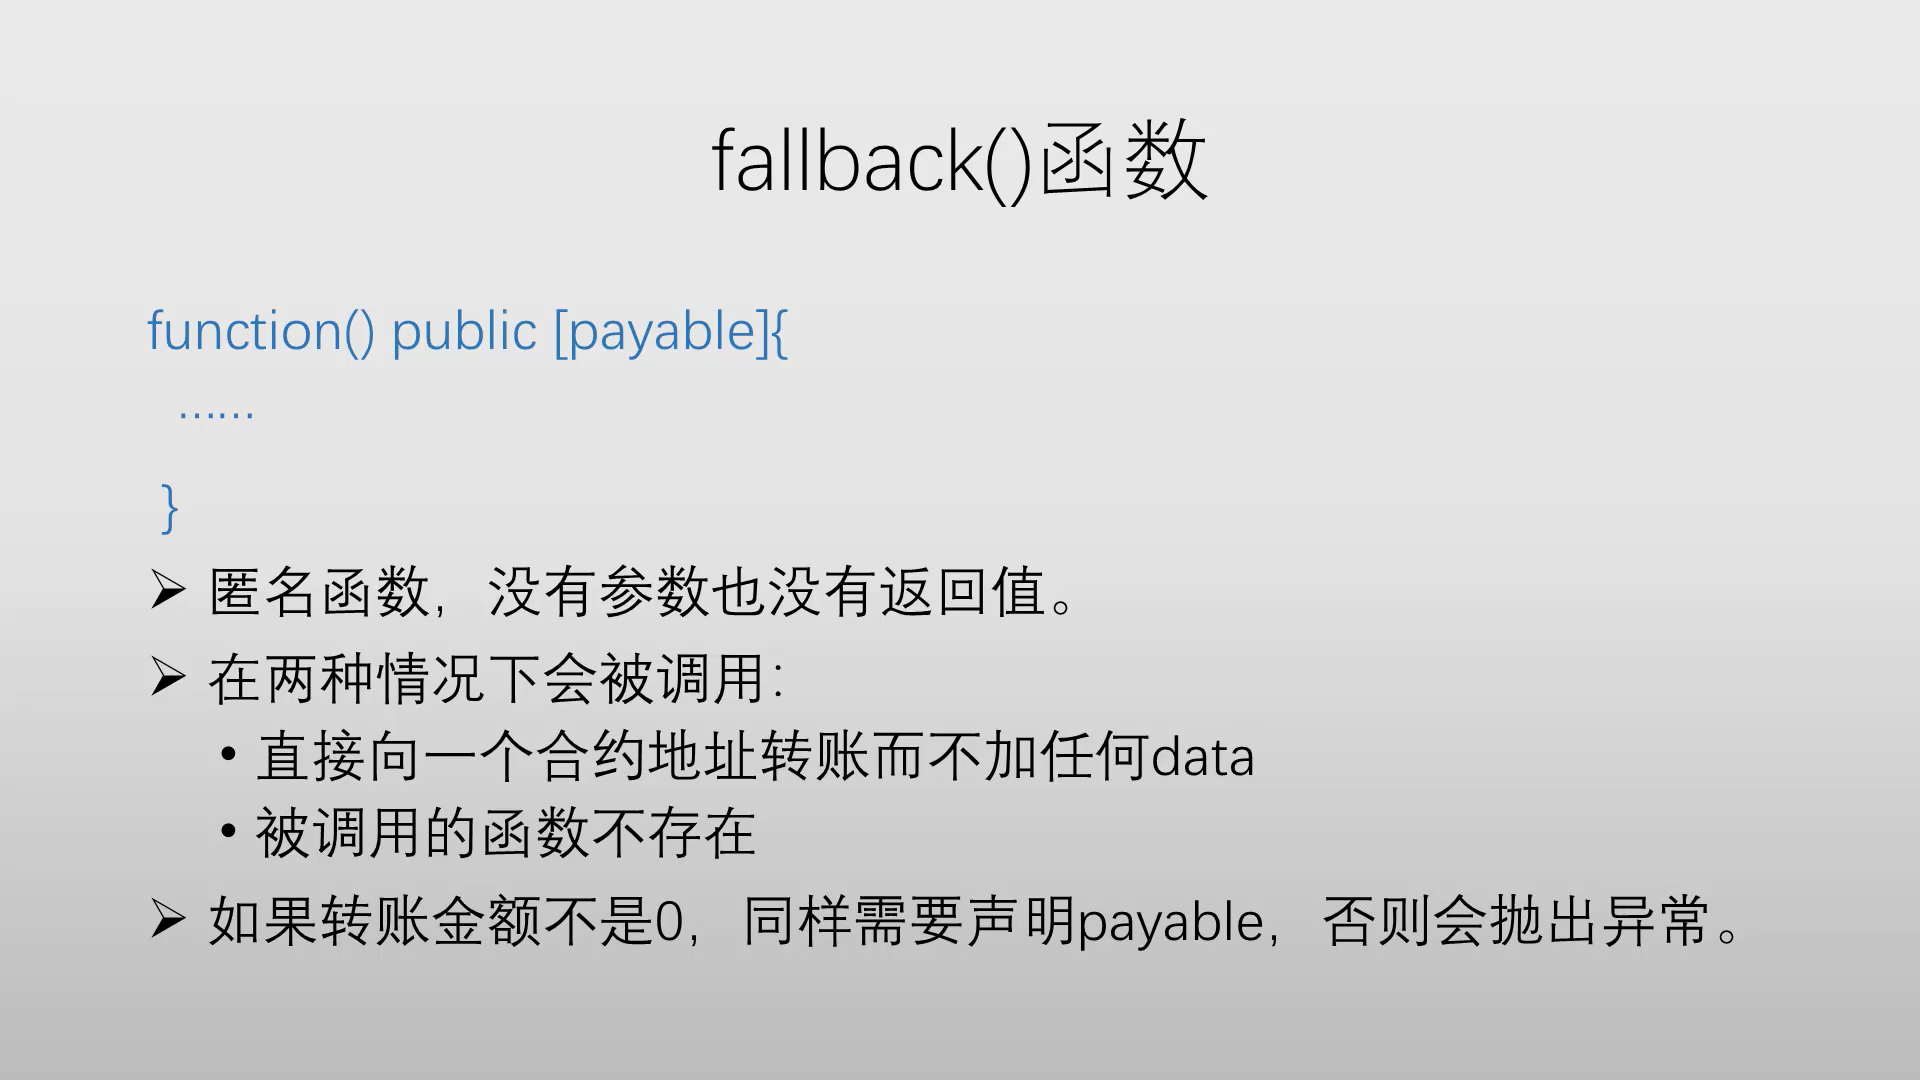 fallback()函数
function() public [payable]{
……
}
➢ 匿名函数，没有参数也没有返回值。
➢ 在两种情况下会被调用：
• 直接向一个合约地址转账而不加任何data
• 被调用的函数不存在
➢ 如果转账金额不是0，同样需要声明payable，否则会抛出异常。